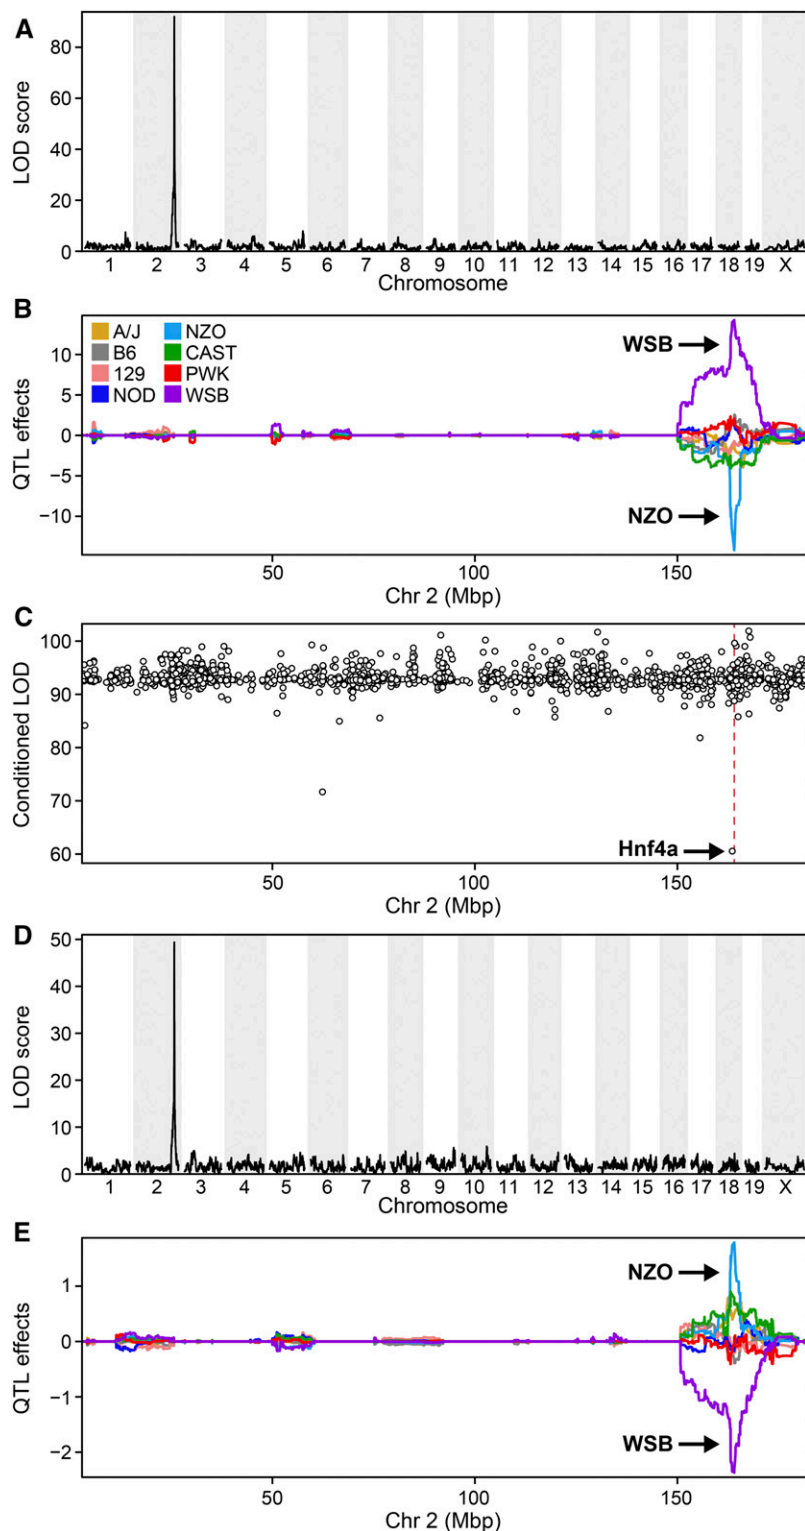 A
LOD score
80
60
40
20
0
1 2 3 4 5 6 7 8 9 10 11 12 13 14 15 16 17 18 19 X
Chromosome
B
QTL effects
10
5
0
−5
−10
A/J NZO
B6 CAST
129 PWK
NOD WSB
WSB
NZO
50 100 150
Chr 2 (Mbp)
C
Conditioned LOD
100
90
80
70
60
Hnf4a
50 100 150
Chr 2 (Mbp)
D
LOD score
50
40
30
20
10
0
1 2 3 4 5 6 7 8 9 10 11 12 13 14 15 16 17 18 19 X
Chromosome
E
QTL effects
1
0
−1
−2
NZO
WSB
50 100 150
Chr 2 (Mbp)